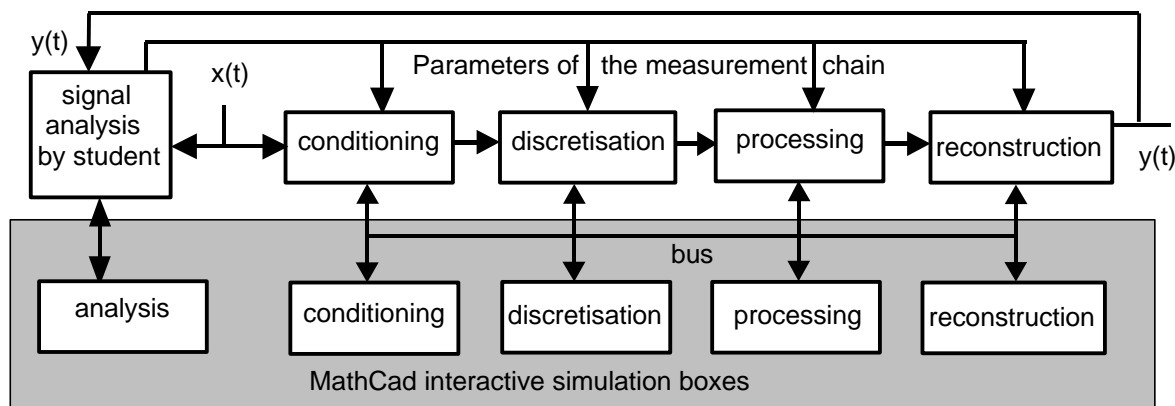 y(t)
x(t)
Parameters of the measurement chain
signal
analysis
by student
conditioning
discretisation
processing
reconstruction
y(t)
bus
analysis
conditioning
discretisation
processing
reconstruction
MathCad interactive simulation boxes